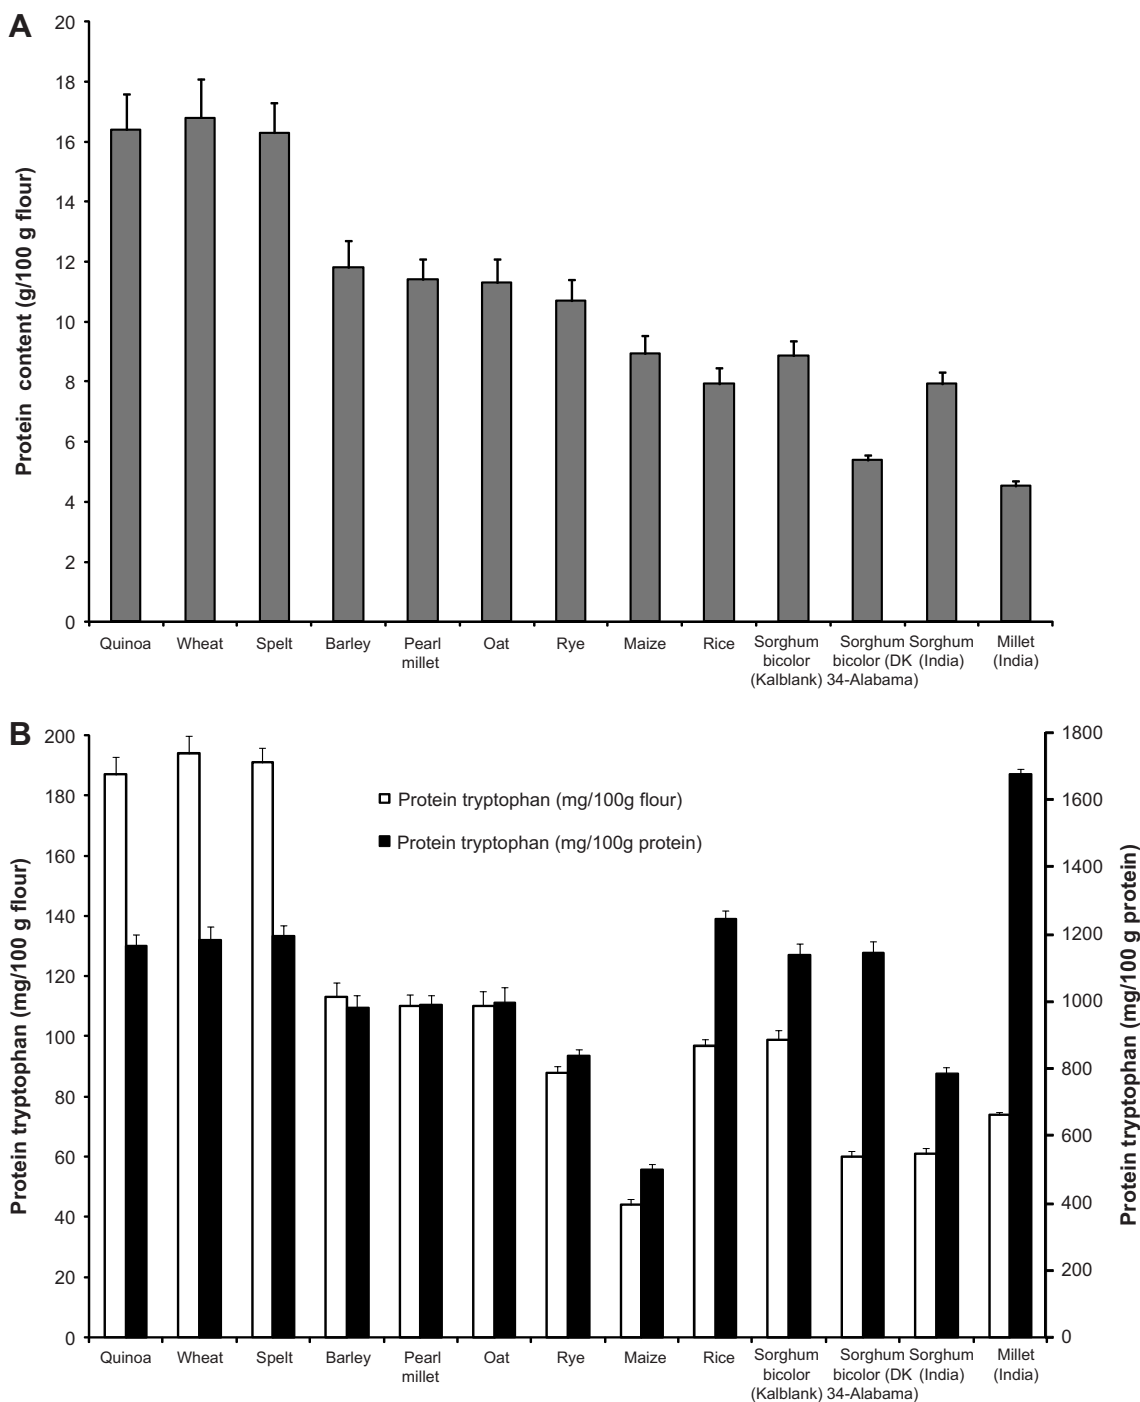 A
20
18
16
14
12
10
8
6
4
2
0
Protein content (g/100 g flour)
Quinoa Wheat Spelt Barley Pearl Oat Rye Maize Rice Sorghum Sorghum Sorghum Millet
millet bicolor bicolor (DK (India) (India)
(Kalblank) 34-Alabama)
B
200
180
160
140
120
100
80
60
40
20
0
Protein tryptophan (mg/100 g flour)
Protein tryptophan (mg/100g flour)
Protein tryptophan (mg/100g protein)
1800
1600
1400
1200
1000
800
600
400
200
0
Protein tryptophan (mg/100 g protein)
Quinoa Wheat Spelt Barley Pearl Oat Rye Maize Rice Sorghum Sorghum Sorghum Millet
millet bicolor bicolor (DK (India) (India)
(Kalblank) 34-Alabama)